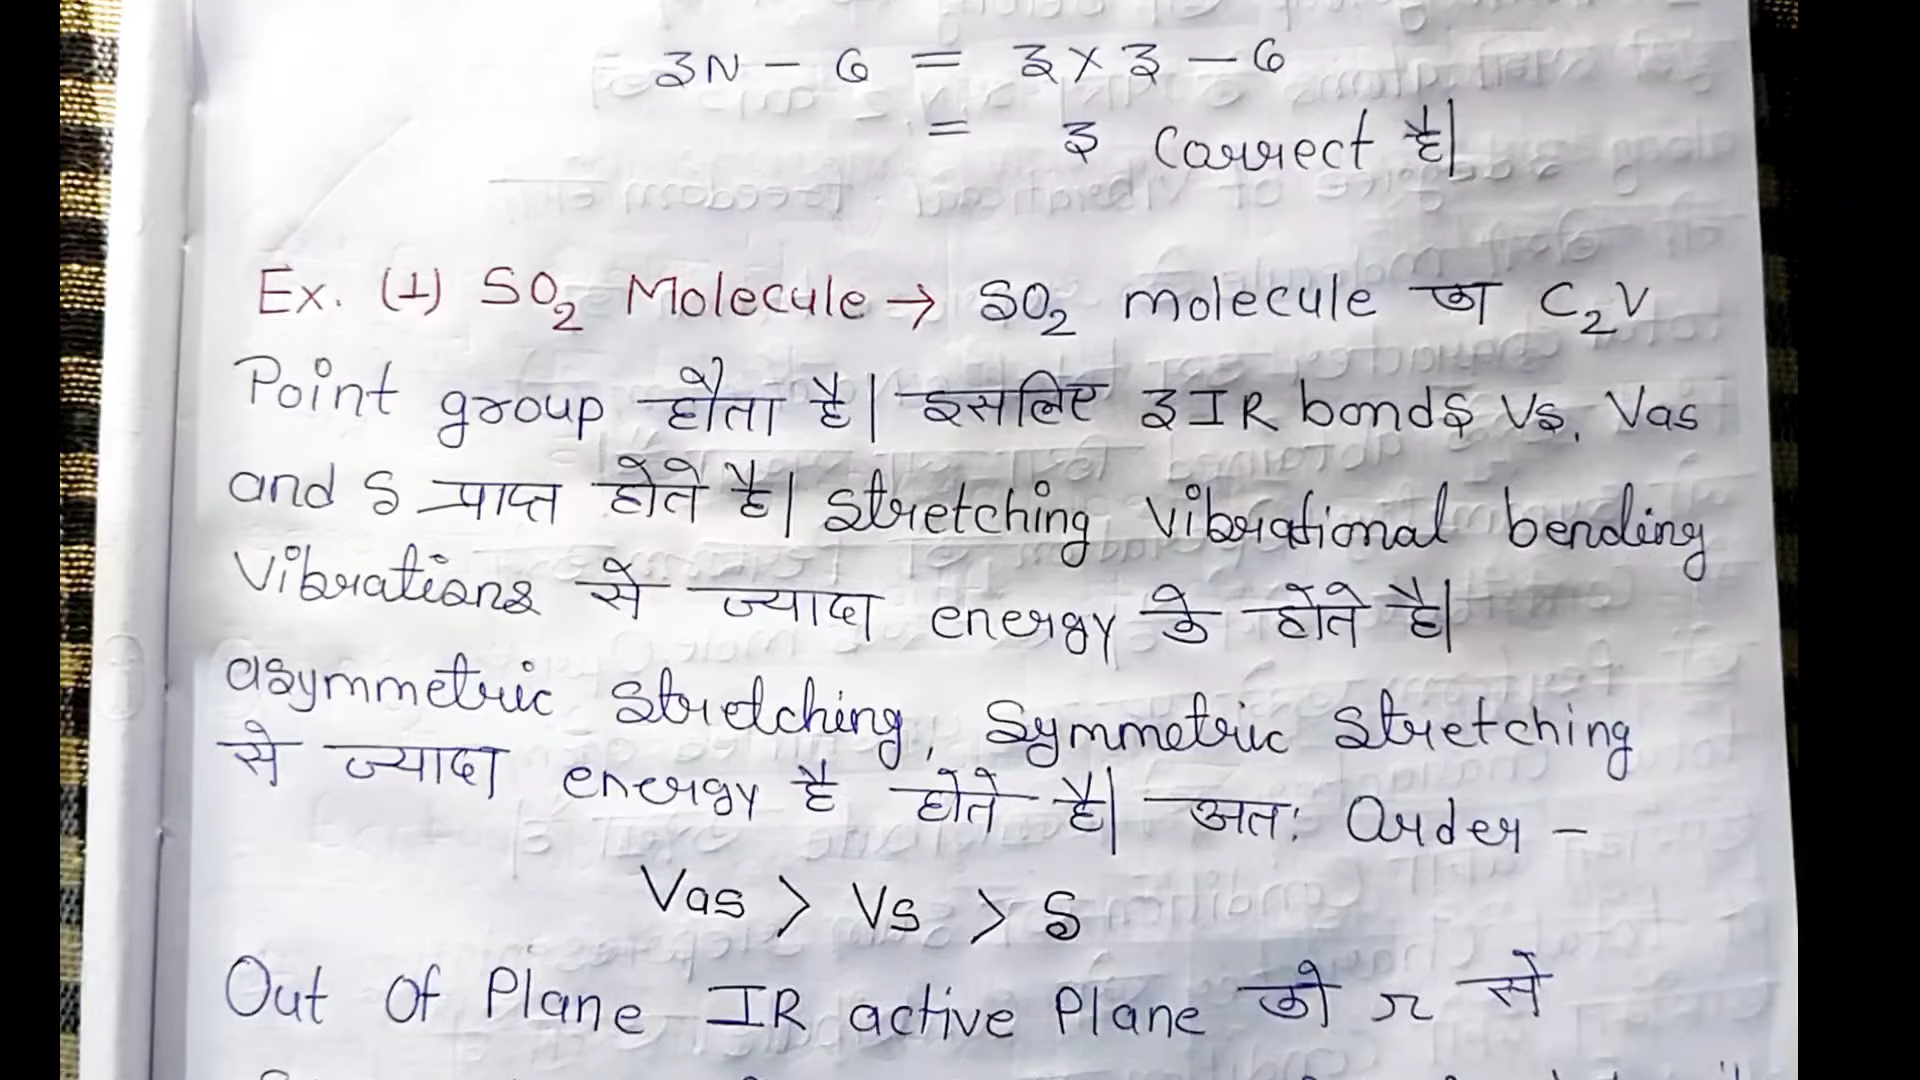 3N - 6 = 3 × 3 - 6
= 3 Correct है|
Ex. (1) SO₂ Molecule → SO₂ molecule का C₂V
Point group होता है| इसलिए 3 IR bonds Vs, Vas
and δ प्राप्त होते है| Stretching Vibrational bending
Vibrations से ज्यादा energy के होते है|
asymmetric Stretching, Symmetric Stretching
से ज्यादा energy है होते है| अतः Order -
Vas > Vs > δ
Out Of Plane IR active Plane को π से